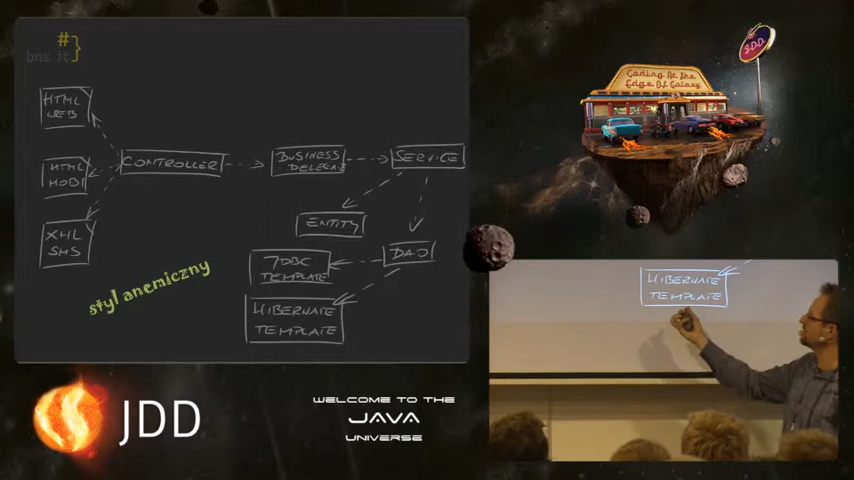 #}
bns it
HTML
WEB
CONTROLLER
BUSINESS
DELEGATE
SERVICE
HTML
MOBI
XML
SMS
ENTITY
DAO
JDBC
TEMPLATE
HIBERNATE
TEMPLATE
styl anemiczny
Coding At The
Edge Of Galaxy
JDD
HIBERNATE
TEMPLATE
JDD
WELCOME TO THE
JAVA
UNIVERSE